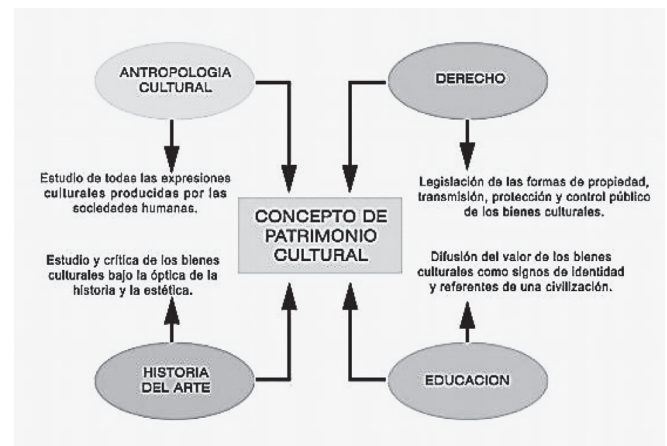 ANTROPOLOGIA
CULTURAL
DERECHO
Estudio de todas las expresiones
culturales producidas por las
sociedades humanas.
Legislación de las formas de propiedad,
transmisión, protección y control público
de los bienes culturales.
CONCEPTO DE
PATRIMONIO
CULTURAL
Estudio y crítica de los bienes
culturales bajo la óptica de la
historia y la estética.
Difusión del valor de los bienes
culturales como signos de identidad
y referentes de una civilización.
HISTORIA
DEL ARTE
EDUCACION